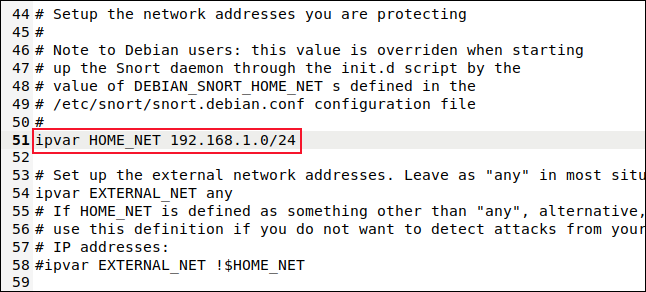 44 # Setup the network addresses you are protecting
45 #
46 # Note to Debian users: this value is overriden when starting
47 # up the Snort daemon through the init.d script by the
48 # value of DEBIAN_SNORT_HOME_NET s defined in the
49 # /etc/snort/snort.debian.conf configuration file
50 #
51 ipvar HOME_NET 192.168.1.0/24
52
53 # Set up the external network addresses. Leave as "any" in most situ
54 ipvar EXTERNAL_NET any
55 # If HOME_NET is defined as something other than "any", alternative,
56 # use this definition if you do not want to detect attacks from your
57 # IP addresses:
58 #ipvar EXTERNAL_NET !$HOME_NET
59